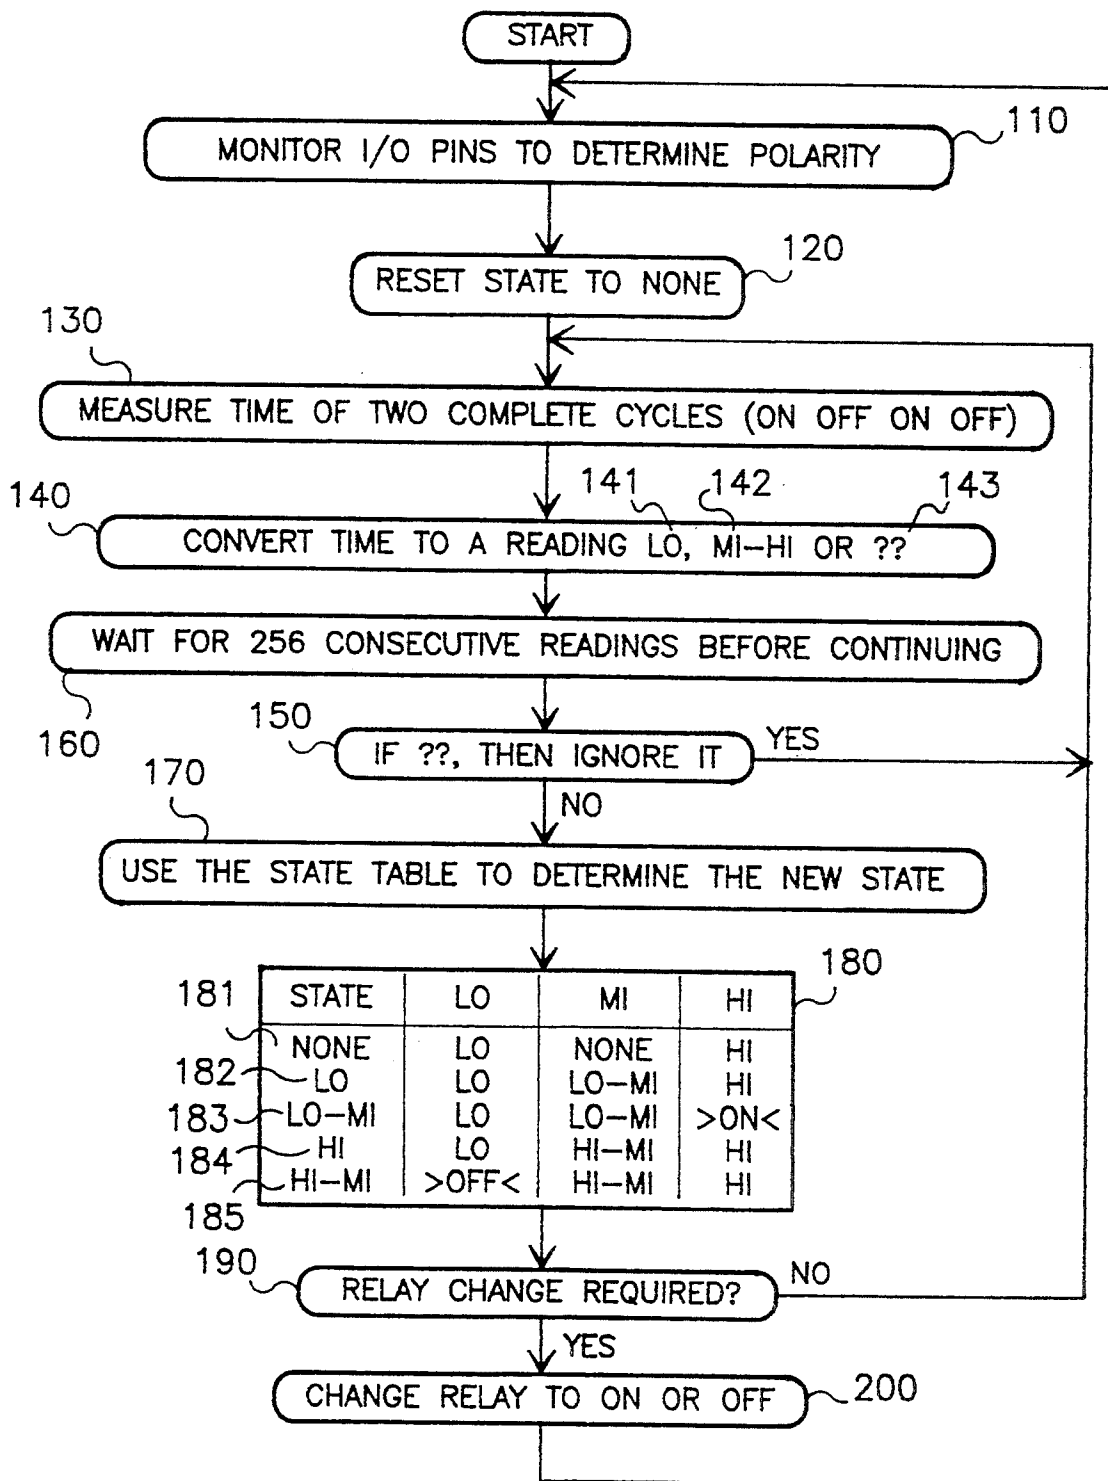 START
110
MONITOR I/O PINS TO DETERMINE POLARITY
120
RESET STATE TO NONE
130
MEASURE TIME OF TWO COMPLETE CYCLES (ON OFF ON OFF)
140 141 142 143
CONVERT TIME TO A READING LO, MI-HI OR ??
WAIT FOR 256 CONSECUTIVE READINGS BEFORE CONTINUING
160
150
IF ??, THEN IGNORE IT YES
NO
170
USE THE STATE TABLE TO DETERMINE THE NEW STATE
180
STATE LO MI HI
181 NONE LO NONE HI
182 LO LO LO-MI HI
183 LO-MI LO LO-MI >ON<
184 HI LO HI-MI HI
185 HI-MI >OFF< HI-MI HI
190 RELAY CHANGE REQUIRED? NO
YES
CHANGE RELAY TO ON OR OFF 200